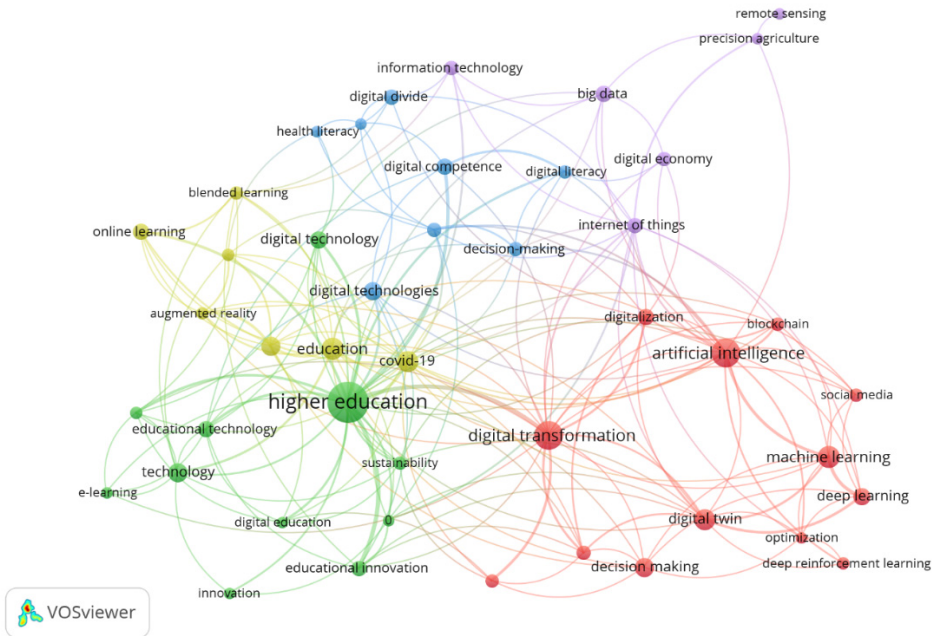 remote sensing
precision agriculture
information technology
big data
digital divide
health literacy
digital competence
digital literacy
digital economy
blended learning
online learning
digital technology
decision-making
internet of things
digital technologies
augmented reality
digitalization
blockchain
education
covid-19
artificial intelligence
higher education
social media
educational technology
digital transformation
technology
sustainability
machine learning
e-learning
digital education
0
digital twin
deep learning
optimization
educational innovation
decision making
deep reinforcement learning
innovation
VOSviewer